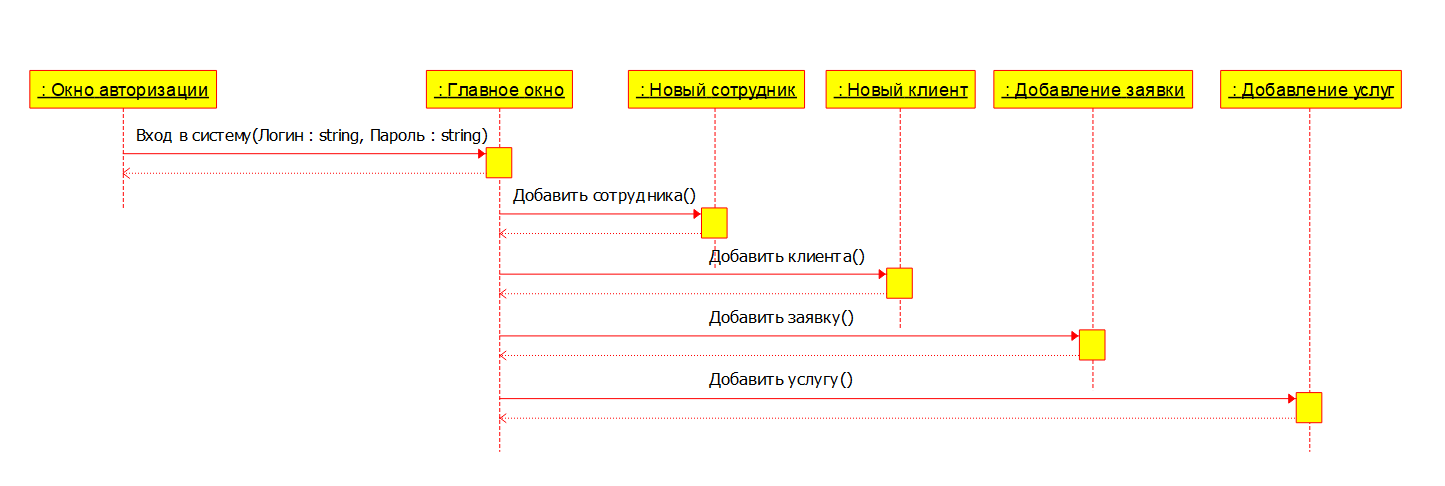 : Окно авторизации
: Главное окно
: Новый сотрудник
: Новый клиент
: Добавление заявки
: Добавление услуг
Вход в систему(Логин : string, Пароль : string)
Добавить сотрудника()
Добавить клиента()
Добавить заявку()
Добавить услугу()